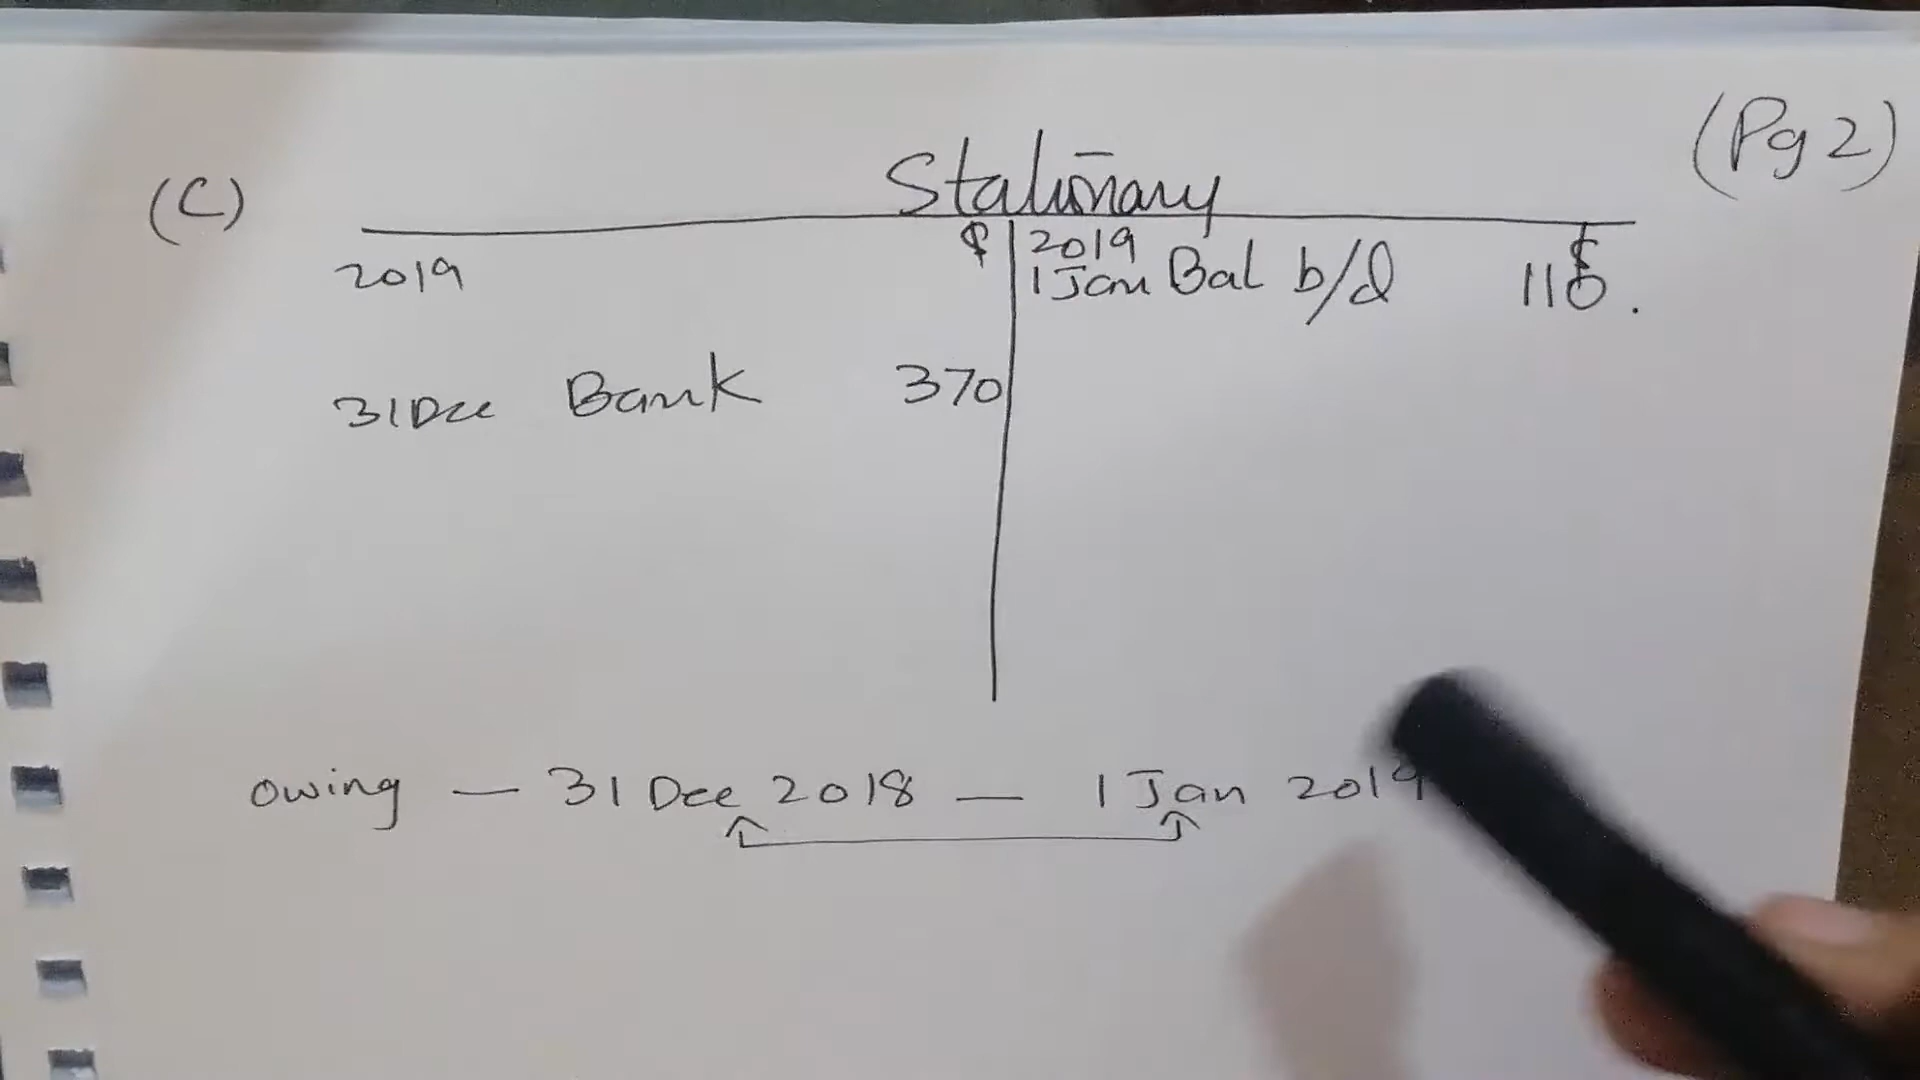 (Pg 2)
(C) Stationary
$ 2019 $
2019 1 Jan Bal b/d 110.
31 Dec Bank 370
owing — 31 Dec 2018 — 1 Jan 2019